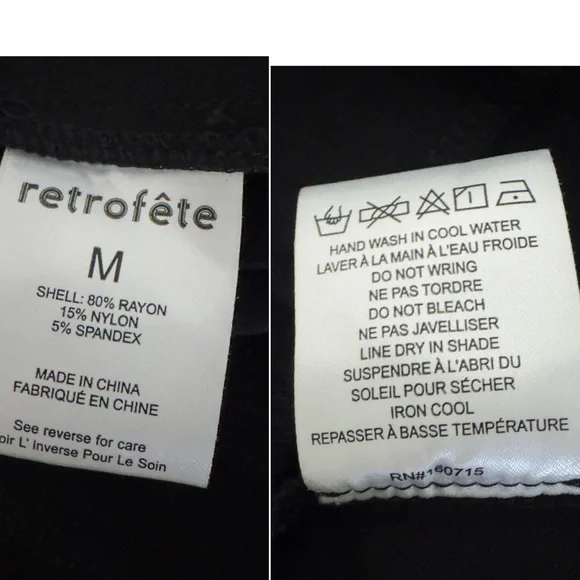 retrofête
M
SHELL: 80% RAYON
15% NYLON
5% SPANDEX
MADE IN CHINA
FABRIQUÉ EN CHINE
See reverse for care
L' Inverse Pour Le Soin
HAND WASH IN COOL WATER
LAVER À LA MAIN À L'EAU FROIDE
DO NOT WRING
NE PAS TORDRE
DO NOT BLEACH
NE PAS JAVELLISER
LINE DRY IN SHADE
SUSPENDRE À L'ABRI DU
SOLEIL POUR SÉCHER
IRON COOL
REPASSER À BASSE TEMPÉRATURE
RN#160715